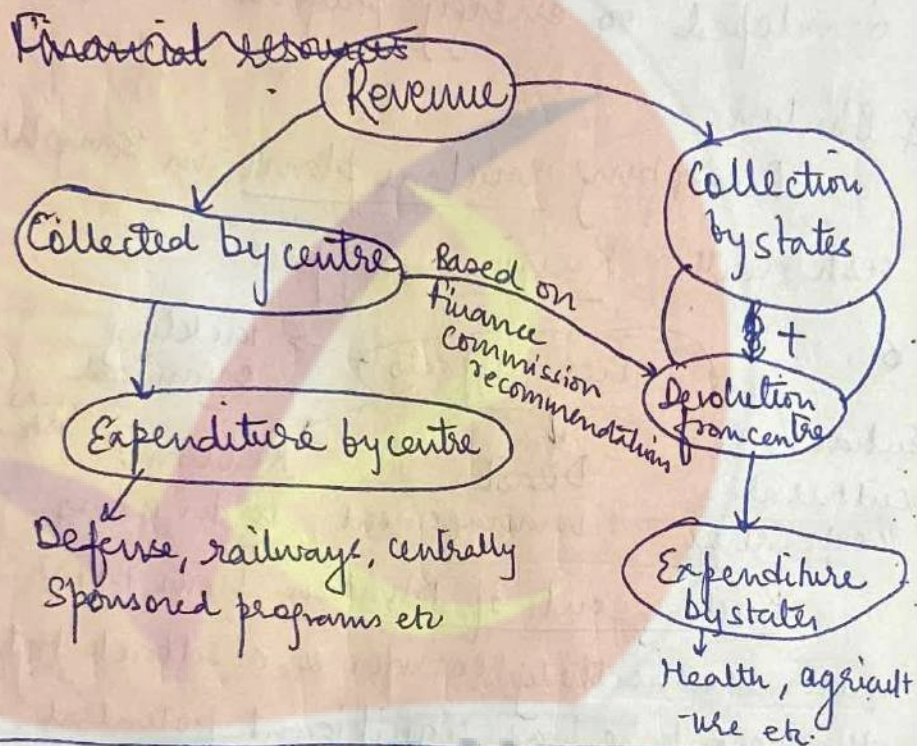 Financial resources
Revenue
Collection
by states
Collected by centre
Based on
finance
commission
recommendations
+
Devolution
from centre
Expenditure by centre
Defense, railways, centrally
Sponsored programs etc
Expenditure
by states
Health, agricult
-ure etc.